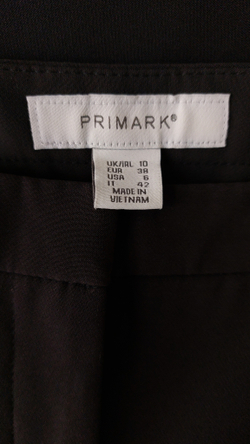 PRIMARK®
UK/IRL 10
EUR 38
USA 6
IT 42
MADE IN
VIETNAM